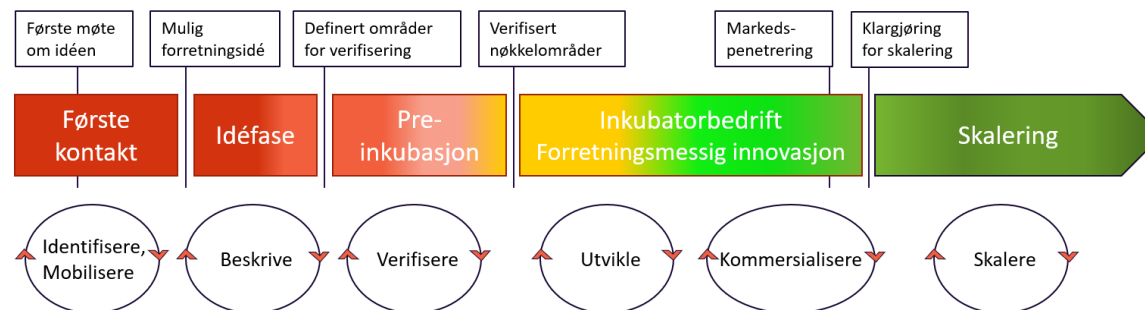 Første møte
om idéen
Mulig
forretningsidé
Definert områder
for verifisering
Verifisert
nøkkelområder
Markeds-
penetrering
Klargjøring
for skalering
Første
kontakt
Idéfase
Pre-
inkubasjon
Inkubatorbedrift
Forretningsmessig innovasjon
Skalering
Identifisere,
Mobilisere
Beskrive
Verifisere
Utvikle
Kommersialisere
Skalere